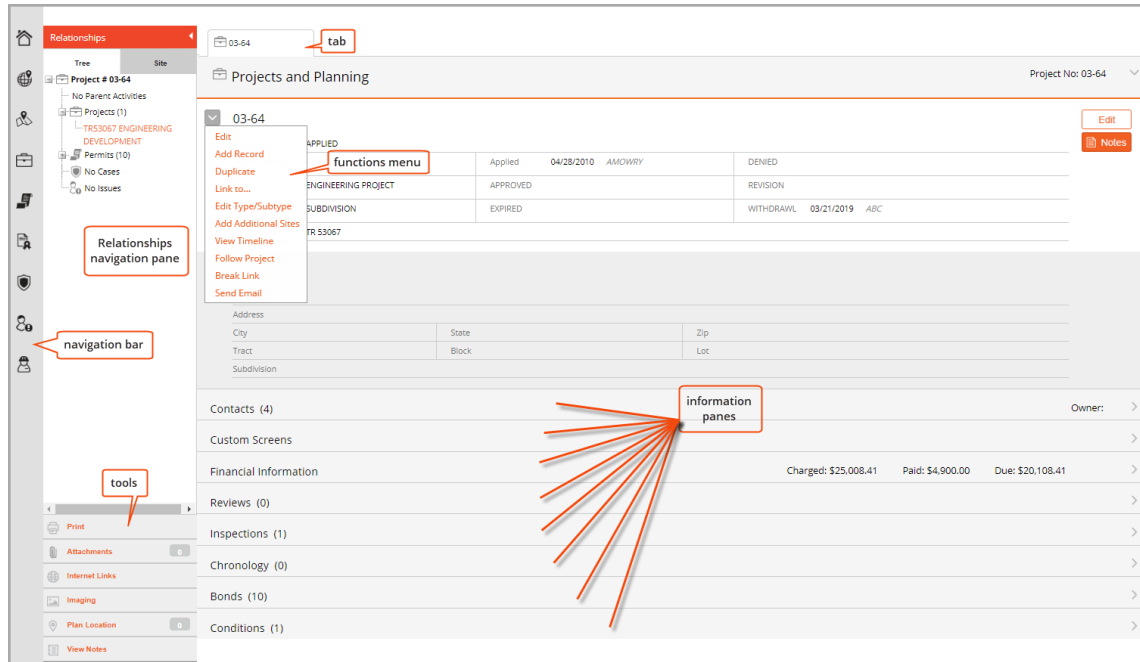 Relationships
Tree Site
Project # 03-64
No Parent Activities
Projects (1)
TR53067 ENGINEERING
DEVELOPMENT
Permits (10)
No Cases
No Issues
Relationships
navigation pane
navigation bar
tools
Print
Attachments 0
Internet Links
Imaging
Plan Location 0
View Notes
03-64
tab
Projects and Planning
Project No: 03-64
03-64
Edit
Notes
Edit
Add Record
Duplicate
Link to...
Edit Type/Subtype
Add Additional Sites
View Timeline
Follow Project
Break Link
Send Email
functions menu
APPLIED
Applied 04/28/2010 AMOWRY DENIED
ENGINEERING PROJECT APPROVED REVISION
SUBDIVISION EXPIRED WITHDRAWL 03/21/2019 ABC
TR 53067
Address
City State Zip
Tract Block Lot
Subdivision
information
panes
Contacts (4) Owner:
Custom Screens
Financial Information Charged: $25,008.41 Paid: $4,900.00 Due: $20,108.41
Reviews (0)
Inspections (1)
Chronology (0)
Bonds (10)
Conditions (1)